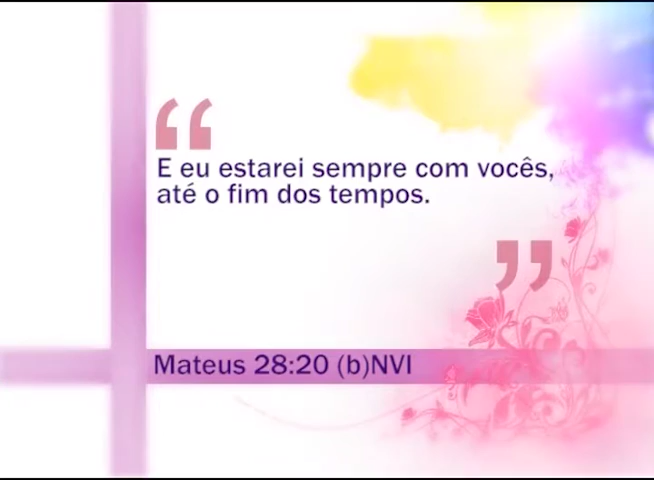 “
E eu estarei sempre com vocês,
até o fim dos tempos.
”
Mateus 28:20 (b)NVI